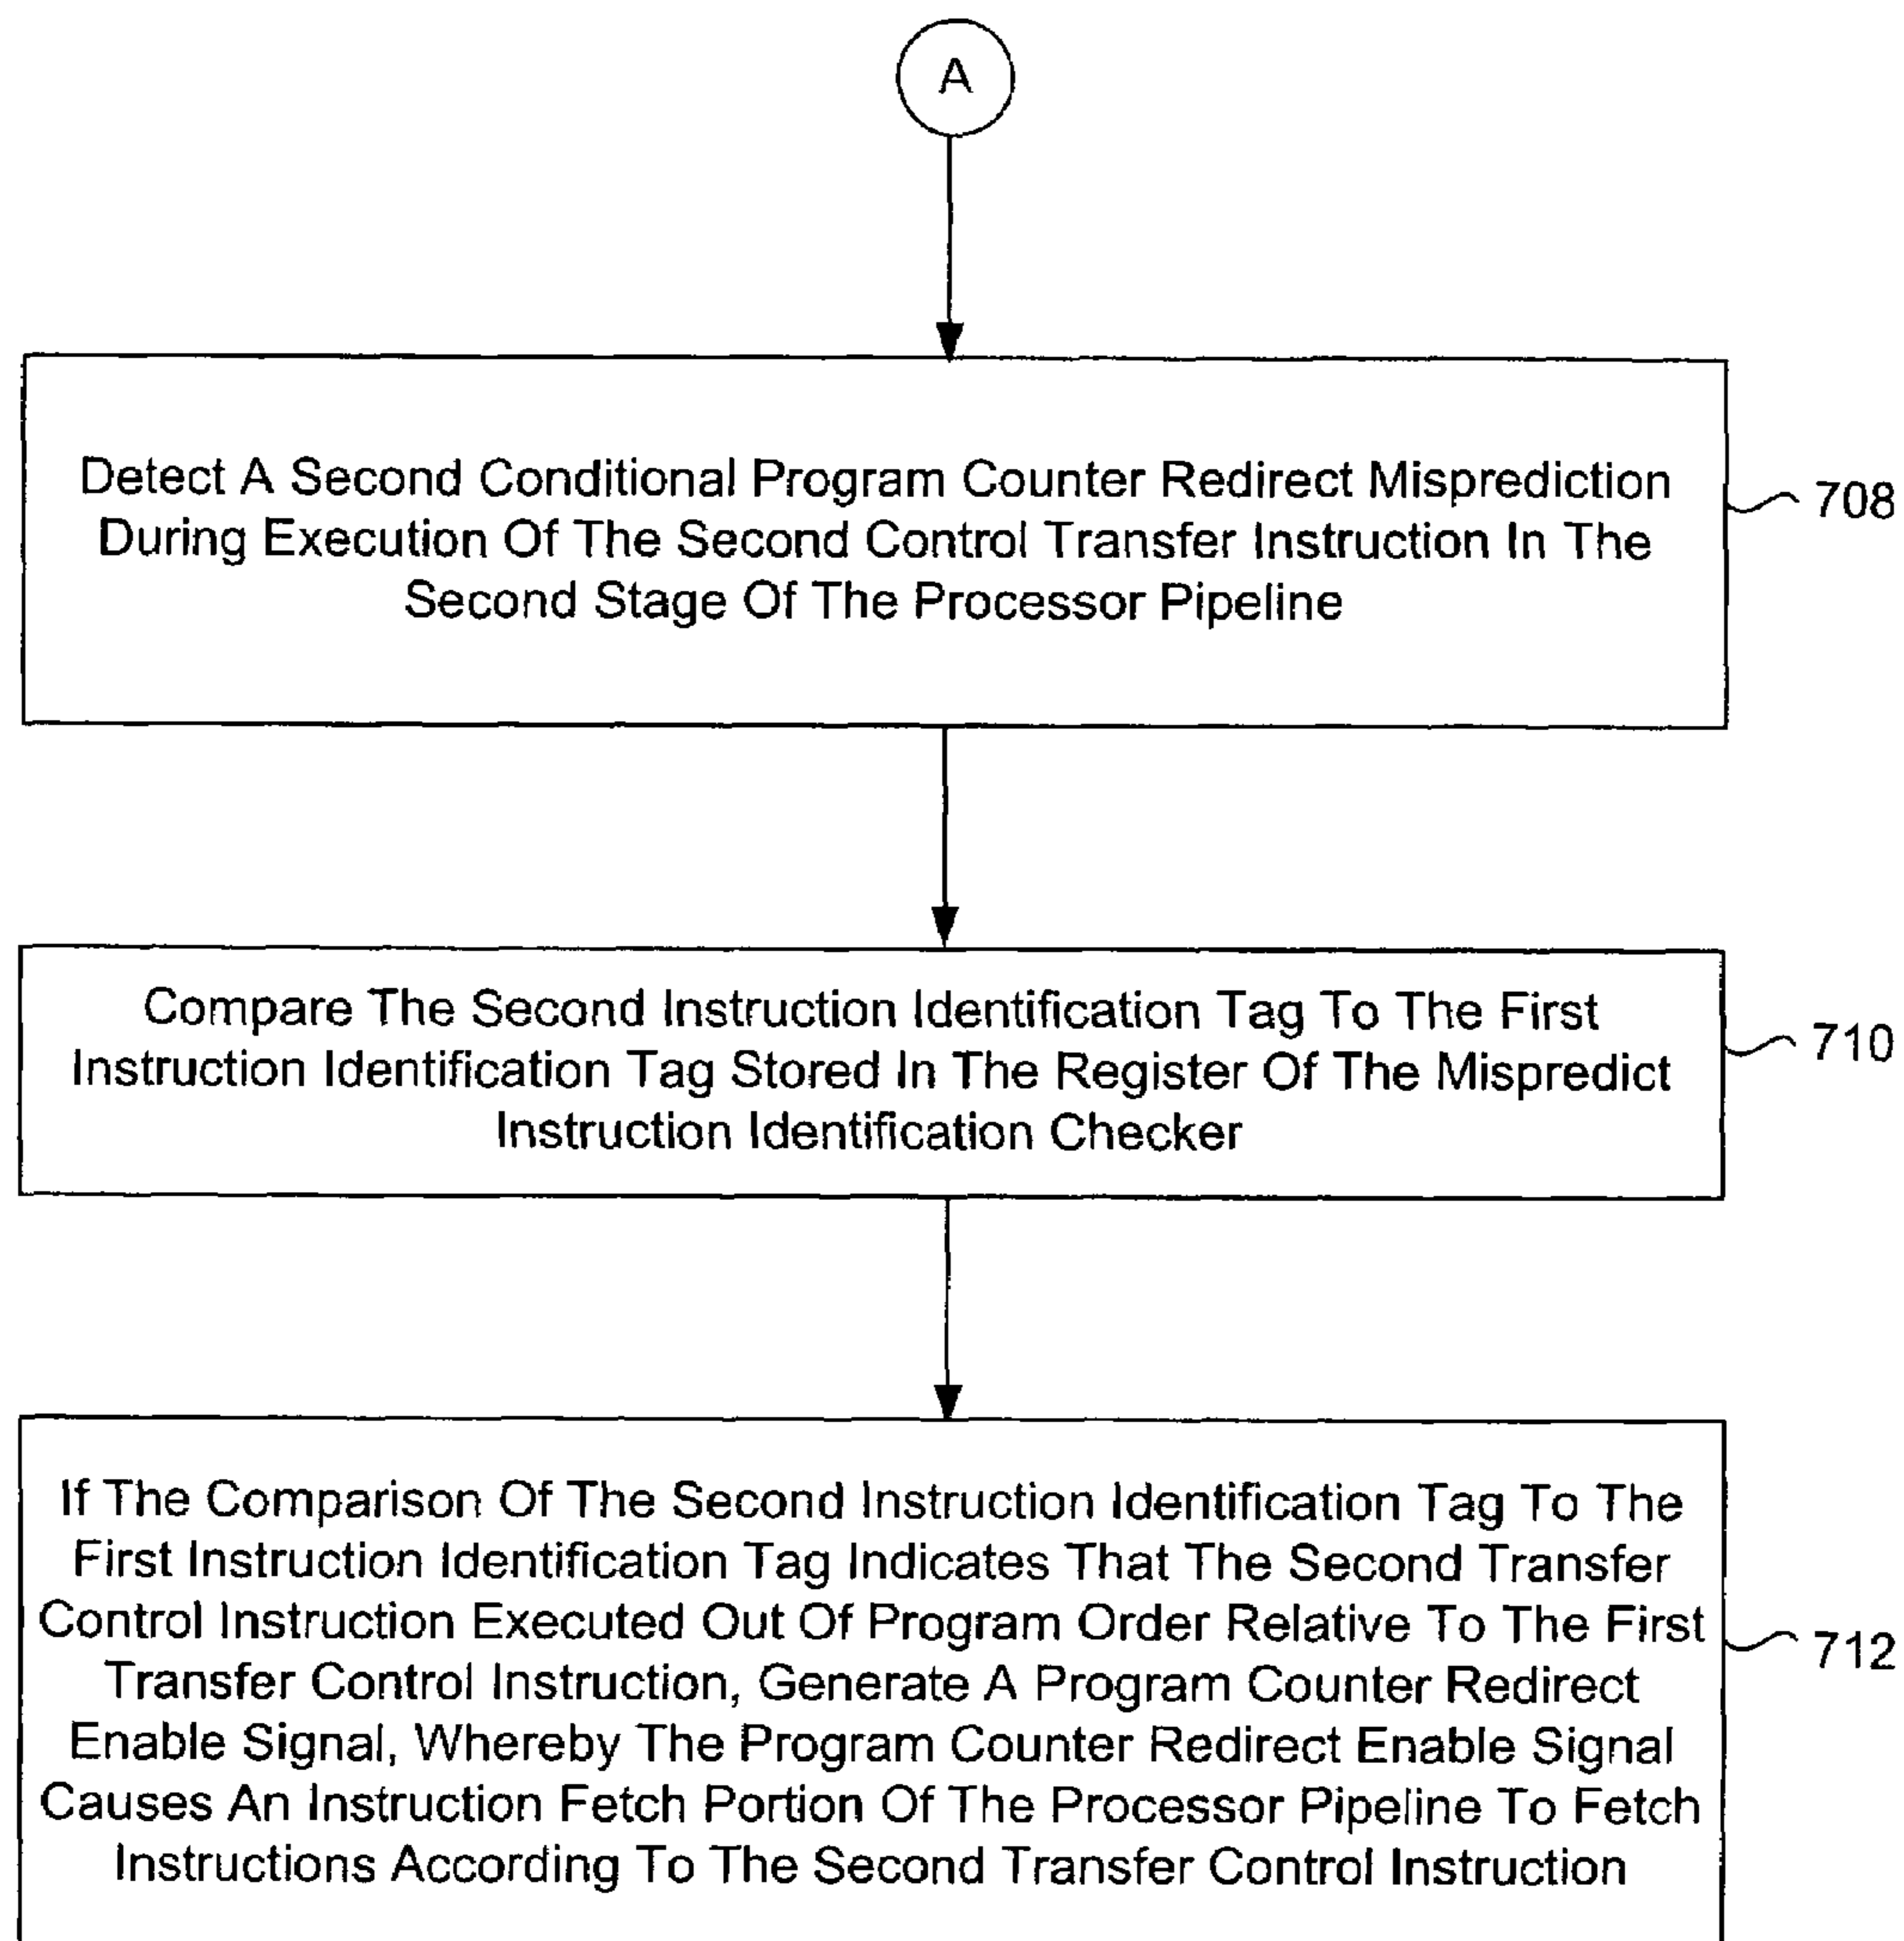 A
Detect A Second Conditional Program Counter Redirect Misprediction
During Execution Of The Second Control Transfer Instruction In The
Second Stage Of The Processor Pipeline
708
Compare The Second Instruction Identification Tag To The First
Instruction Identification Tag Stored In The Register Of The Mispredict
Instruction Identification Checker
710
If The Comparison Of The Second Instruction Identification Tag To The
First Instruction Identification Tag Indicates That The Second Transfer
Control Instruction Executed Out Of Program Order Relative To The First
Transfer Control Instruction, Generate A Program Counter Redirect
Enable Signal, Whereby The Program Counter Redirect Enable Signal
Causes An Instruction Fetch Portion Of The Processor Pipeline To Fetch
Instructions According To The Second Transfer Control Instruction
712